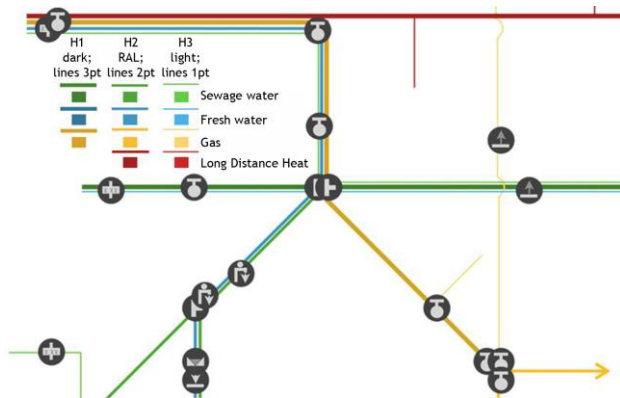 H1 H2 H3
dark; RAL; light;
lines 3pt lines 2pt lines 1pt
Sewage water
Fresh water
Gas
Long Distance Heat